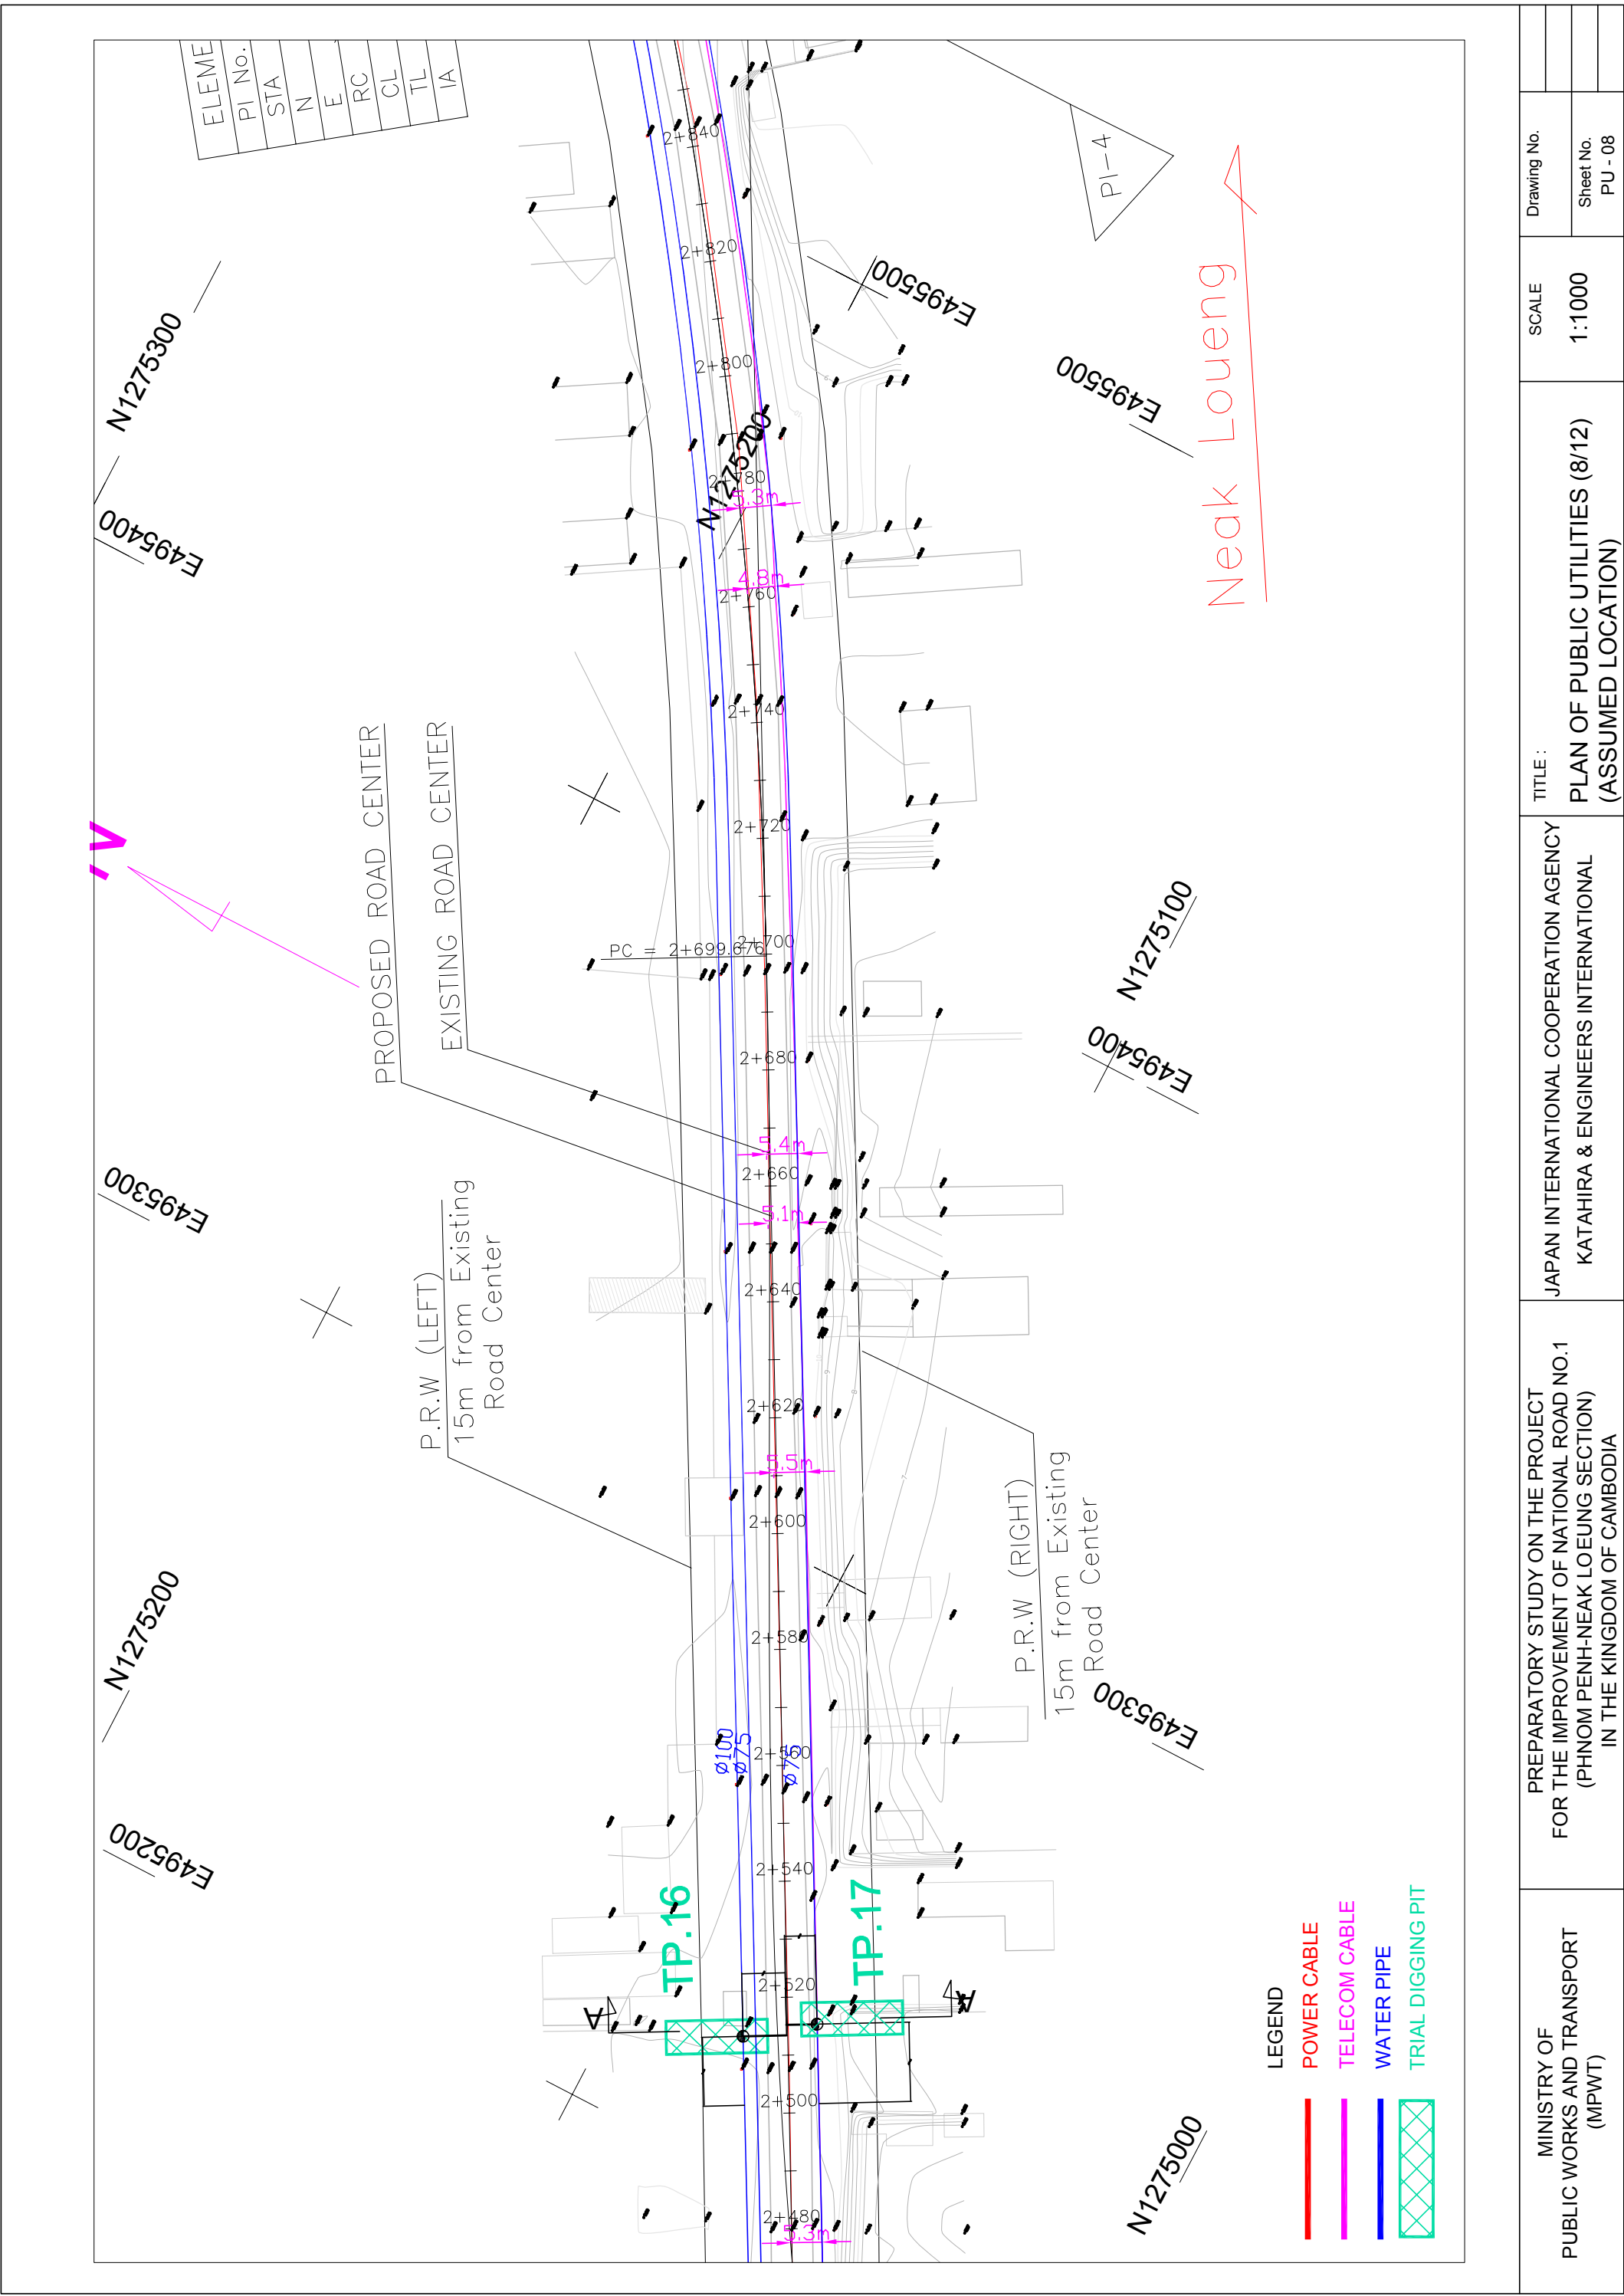 ELEME
PI No.
STA
N
E
RC
CL
TL
IA
N1275300
E495400
E495300
N1275200
E495200
PROPOSED ROAD CENTER
EXISTING ROAD CENTER
P.R.W (LEFT)
15m from Existing
Road Center
PC = 2+699.676
2+480
2+500
2+520
2+540
2+560
2+580
2+600
2+620
2+640
2+660
2+680
2+700
2+720
2+740
2+760
2+780
2+800
2+820
2+840
5.3m
5.5m
5.1m
5.4m
4.8m
5.3m
N1275200
ø100
ø75
ø75
TP.16
TP.17
A
A
P.R.W (RIGHT)
15m from Existing
Road Center
E495500
E495500
PI-4
Neak Loueng
N1275100
E495400
E495300
N1275000
LEGEND
POWER CABLE
TELECOM CABLE
WATER PIPE
TRIAL DIGGING PIT
MINISTRY OF
PUBLIC WORKS AND TRANSPORT
(MPWT)
PREPARATORY STUDY ON THE PROJECT
FOR THE IMPROVEMENT OF NATIONAL ROAD NO.1
(PHNOM PENH-NEAK LOEUNG SECTION)
IN THE KINGDOM OF CAMBODIA
JAPAN INTERNATIONAL COOPERATION AGENCY
KATAHIRA & ENGINEERS INTERNATIONAL
TITLE :
PLAN OF PUBLIC UTILITIES (8/12)
(ASSUMED LOCATION)
SCALE
1:1000
Drawing No.
Sheet No.
PU - 08